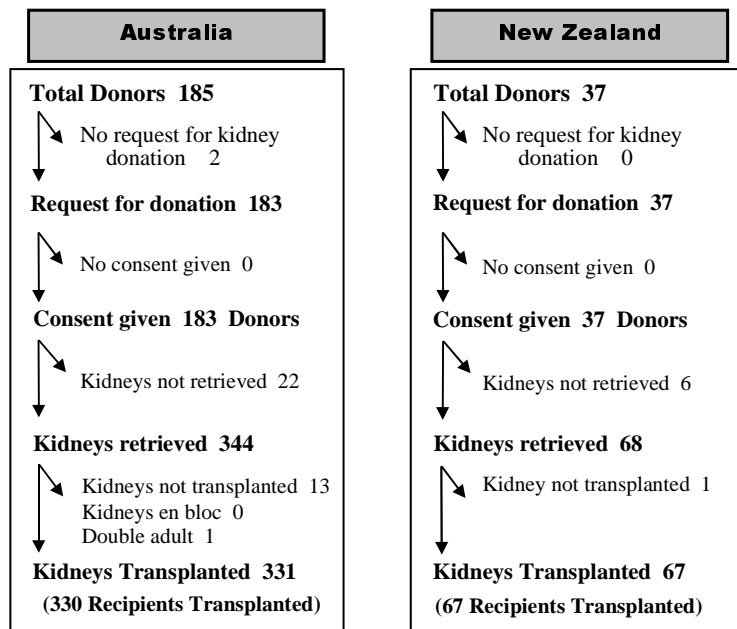 Australia
Total Donors 185
No request for kidney
donation 2
Request for donation 183
No consent given 0
Consent given 183 Donors
Kidneys not retrieved 22
Kidneys retrieved 344
Kidneys not transplanted 13
Kidneys en bloc 0
Double adult 1
Kidneys Transplanted 331
(330 Recipients Transplanted)
New Zealand
Total Donors 37
No request for kidney
donation 0
Request for donation 37
No consent given 0
Consent given 37 Donors
Kidneys not retrieved 6
Kidneys retrieved 68
Kidney not transplanted 1
Kidneys Transplanted 67
(67 Recipients Transplanted)